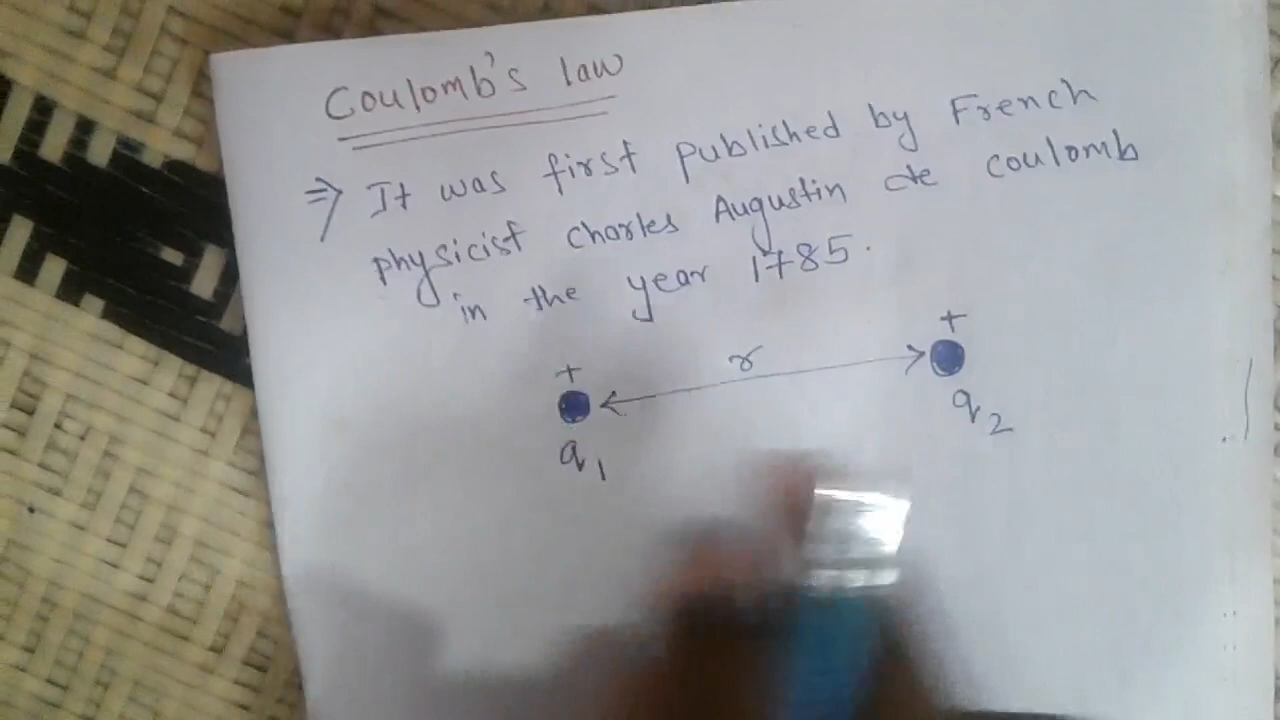 Coulomb's law
⇒ It was first published by French
physicist Charles Augustin de coulomb
in the year 1785.
+ r +
q1 q2